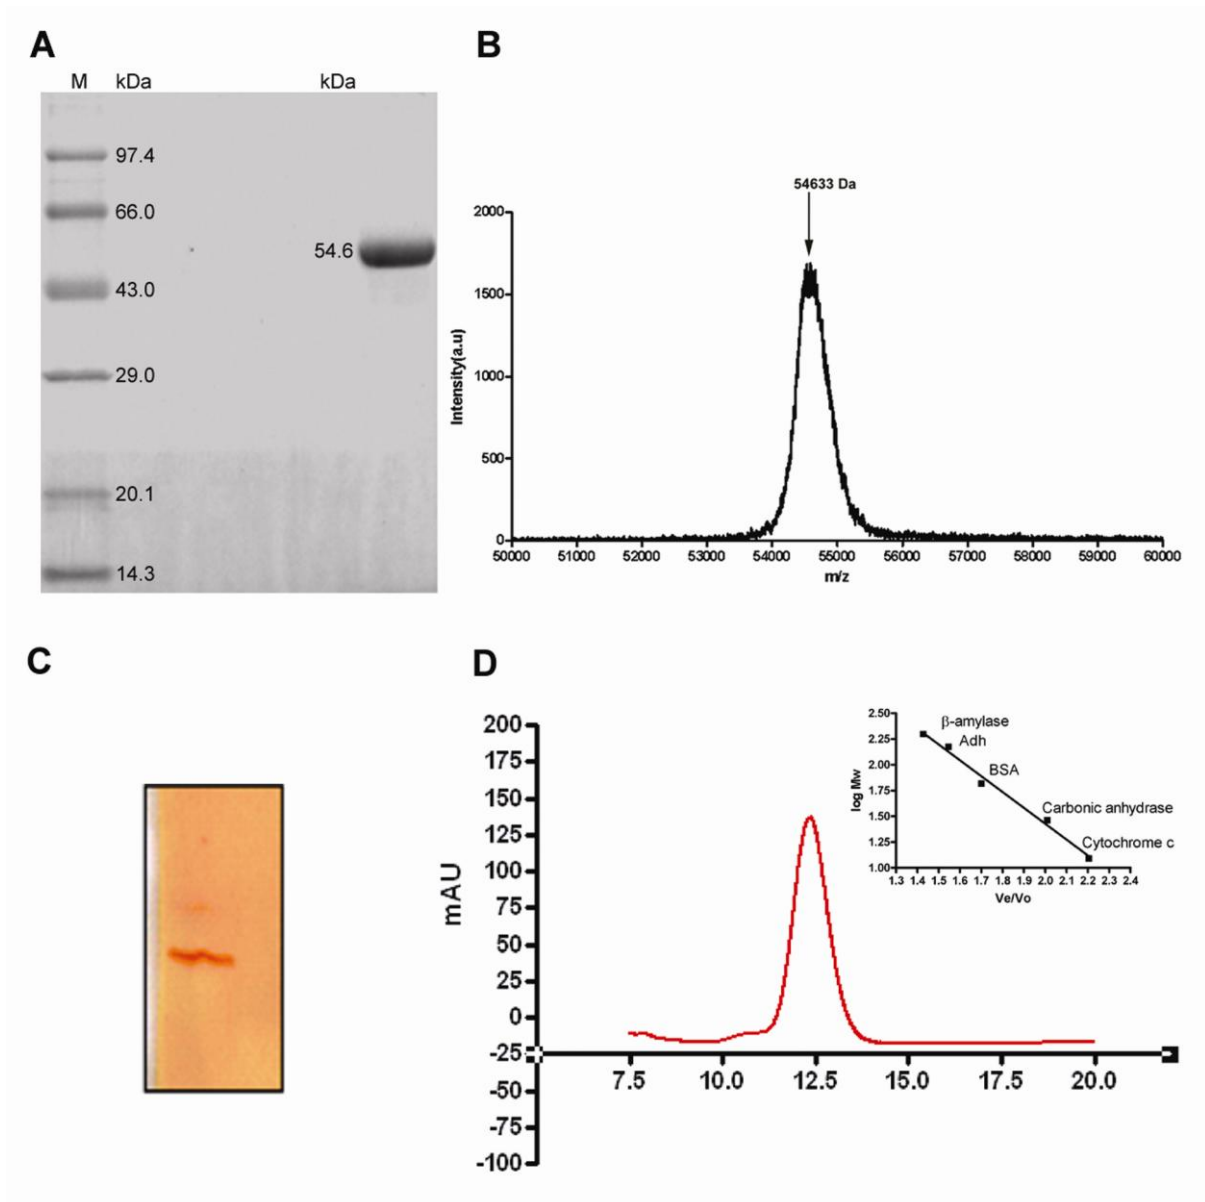 A
M kDa kDa
97.4
66.0
54.6
43.0
29.0
20.1
14.3
B
54633 Da
2000
1500
1000
500
0
Intensity(a.u)
50000 51000 52000 53000 54000 55000 56000 57000 58000 59000 60000
m/z
C
D
200
175
150
125
100
75
50
25
0
-25
-50
-75
-100
mAU
7.5 10.0 12.5 15.0 17.5 20.0
2.50
2.25
2.00
1.75
1.50
1.25
1.00
log Mw
β-amylase
Adh
BSA
Carbonic anhydrase
Cytochrome c
1.3 1.4 1.5 1.6 1.7 1.8 1.9 2.0 2.1 2.2 2.3 2.4
Ve/Vo